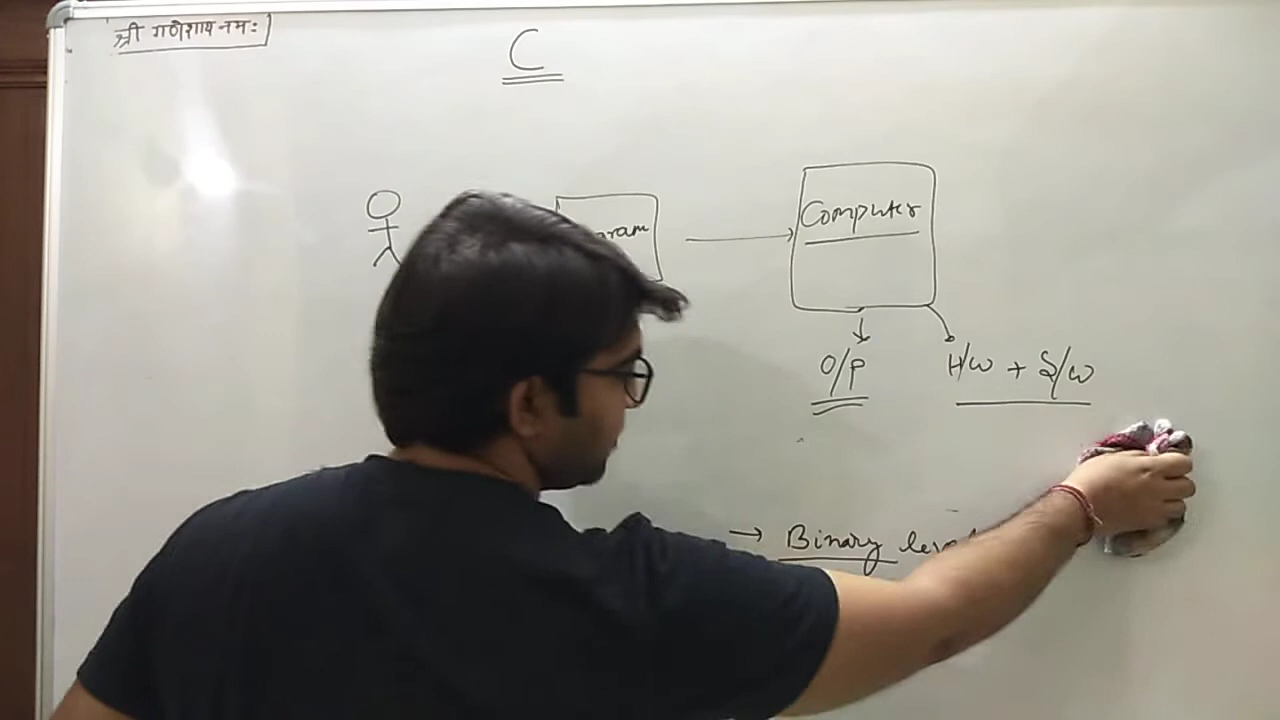 श्री गणेशाय नमः
C
Computer
O/P H/W + S/W
→ Binary